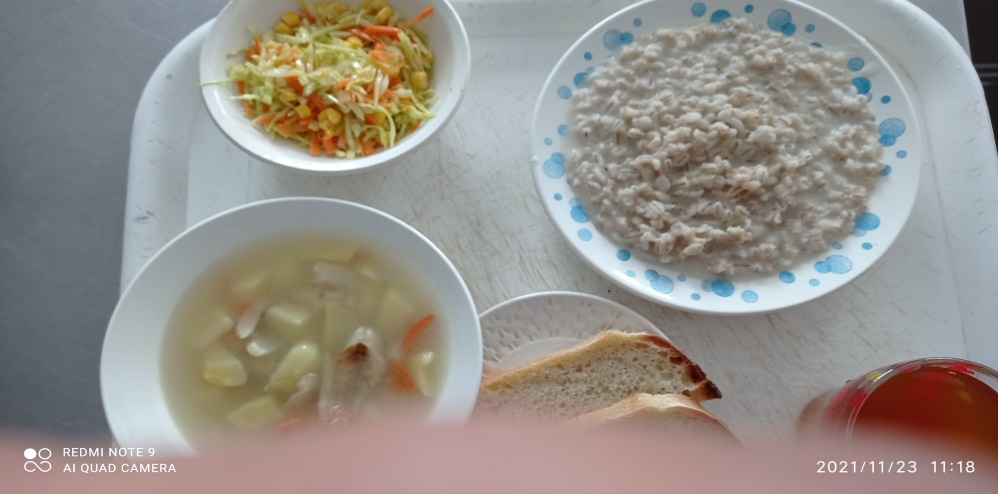 REDMI NOTE 9
AI QUAD CAMERA
2021/11/23 11:18